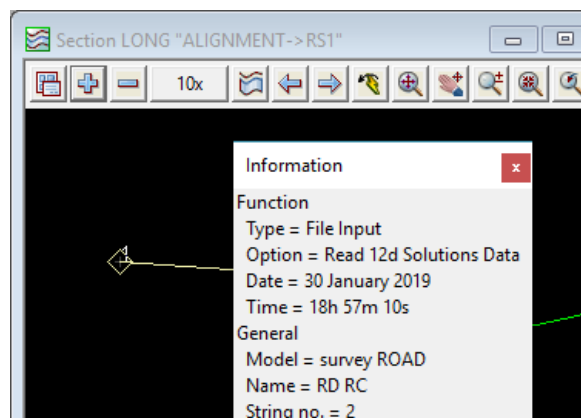 Section LONG "ALIGNMENT->RS1"
10x
Information
x
Function
Type = File Input
Option = Read 12d Solutions Data
Date = 30 January 2019
Time = 18h 57m 10s
General
Model = survey ROAD
Name = RD RC
String no. = 2